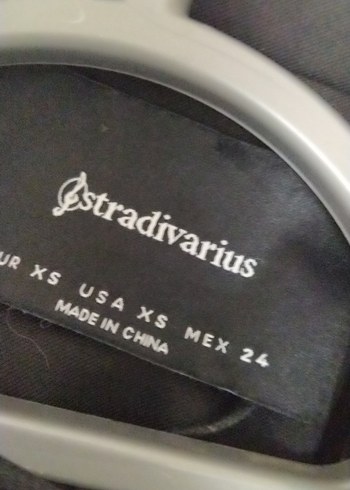 stradivarius
UR XS USA XS MEX 24
MADE IN CHINA